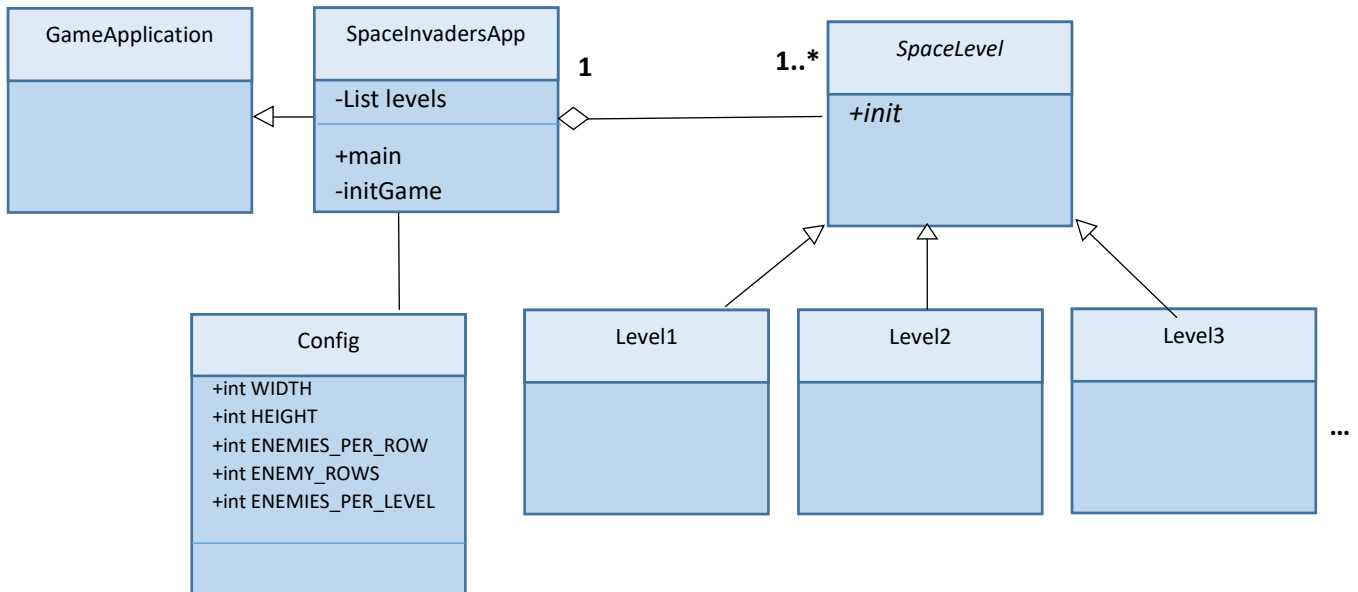 GameApplication
SpaceInvadersApp
-List levels
+main
-initGame
1
1..*
SpaceLevel
+init
Config
+int WIDTH
+int HEIGHT
+int ENEMIES_PER_ROW
+int ENEMY_ROWS
+int ENEMIES_PER_LEVEL
Level1
Level2
Level3
...